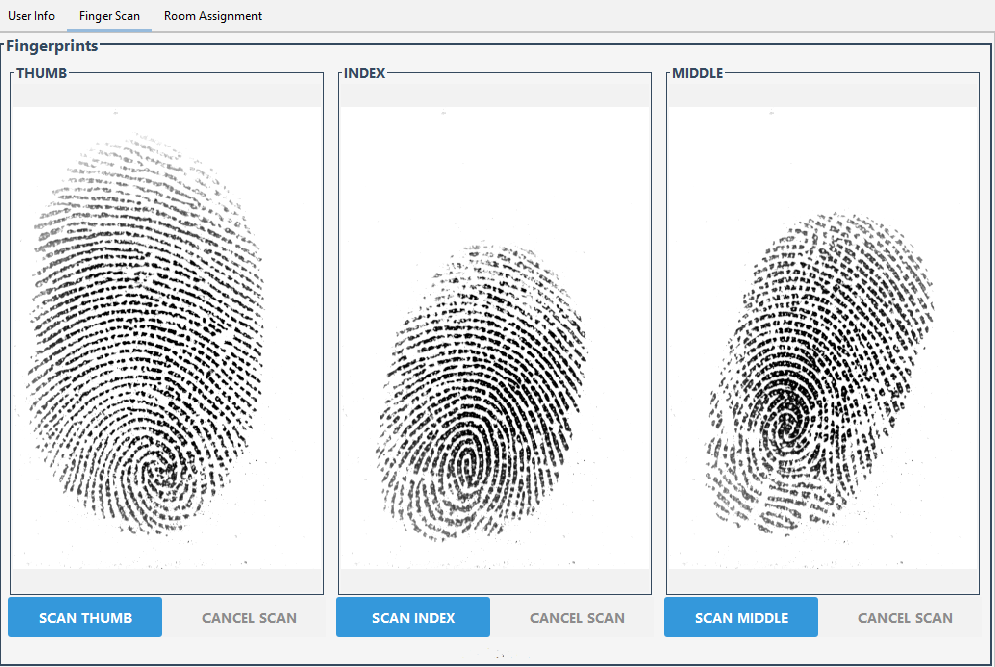 User Info Finger Scan Room Assignment
Fingerprints
THUMB INDEX MIDDLE
SCAN THUMB CANCEL SCAN SCAN INDEX CANCEL SCAN SCAN MIDDLE CANCEL SCAN